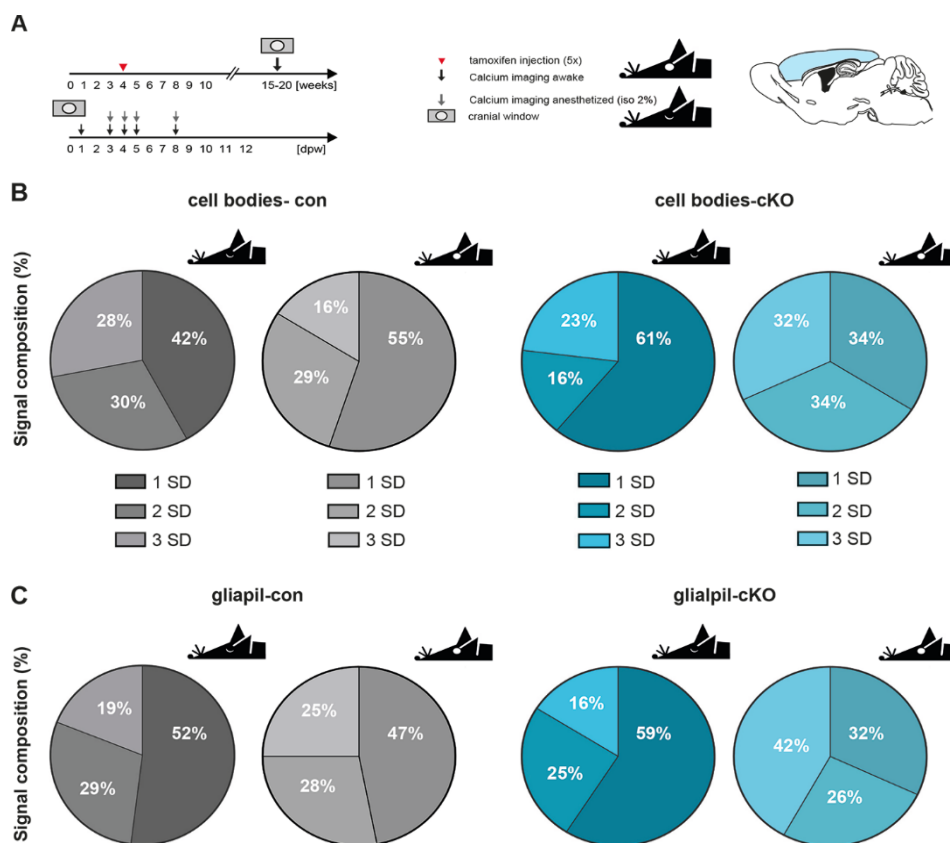 A
tamoxifen injection (5x)
Calcium imaging awake
0 1 2 3 4 5 6 7 8 9 10 15-20 [weeks]
Calcium imaging anesthetized (iso 2%)
cranial window
0 1 2 3 4 5 6 7 8 9 10 11 12 [dpw]
B
cell bodies- con
cell bodies-cKO
Signal composition (%)
28% 42%
30%
16% 55%
29%
23% 61%
16%
32% 34%
34%
1 SD 1 SD 1 SD 1 SD
2 SD 2 SD 2 SD 2 SD
3 SD 3 SD 3 SD 3 SD
C
gliapil-con
glialpil-cKO
Signal composition (%)
19% 52%
29%
25% 47%
28%
16% 59%
25%
42% 32%
26%